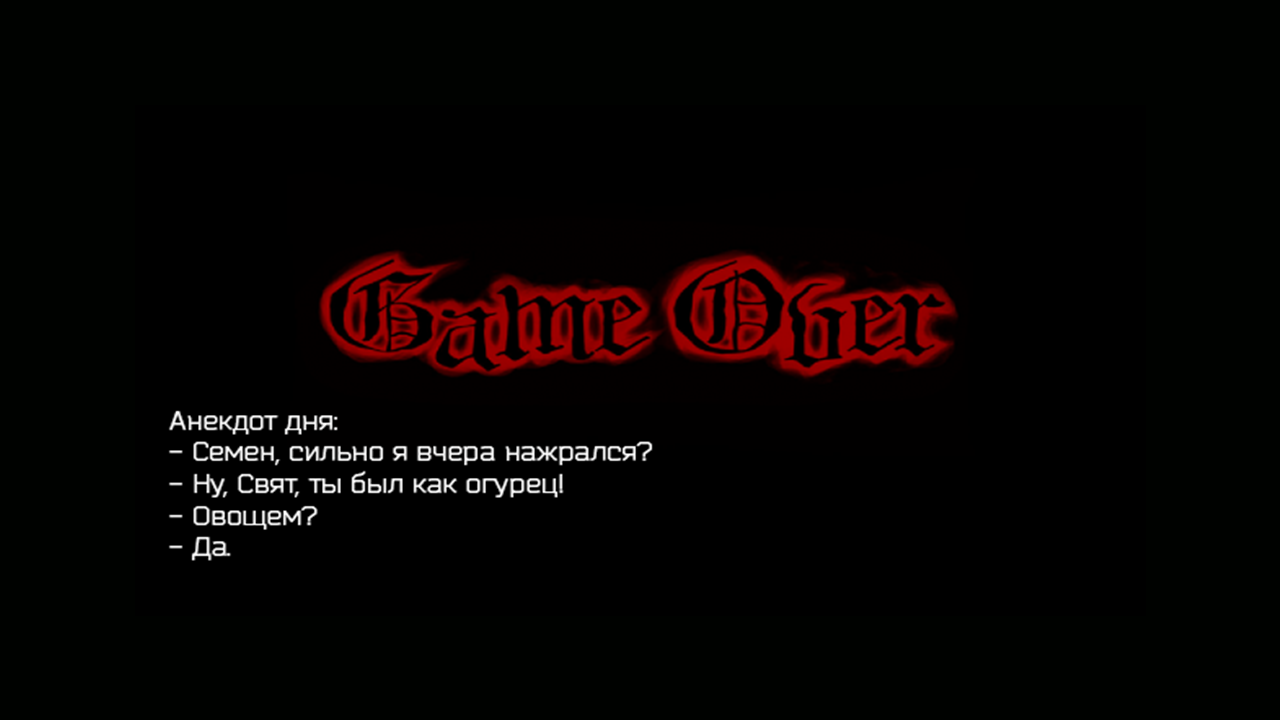 Game Over
Анекдот дня:
- Семен, сильно я вчера нажрался?
- Ну, Свят, ты был как огурец!
- Овощем?
- Да.